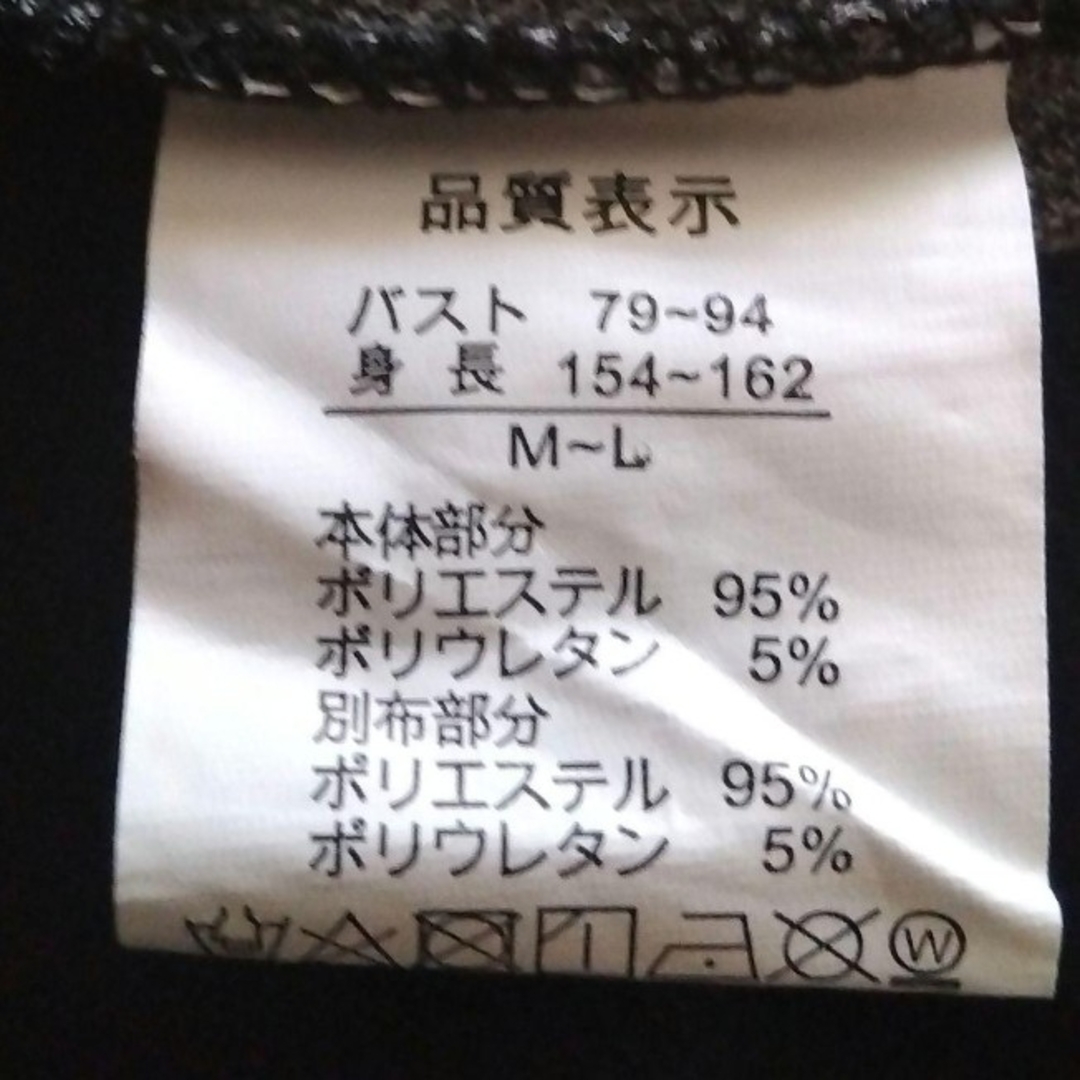 品質表示
バスト 79~94
身長 154~162
M~L
本体部分
ポリエステル 95%
ポリウレタン 5%
別布部分
ポリエステル 95%
ポリウレタン 5%
W